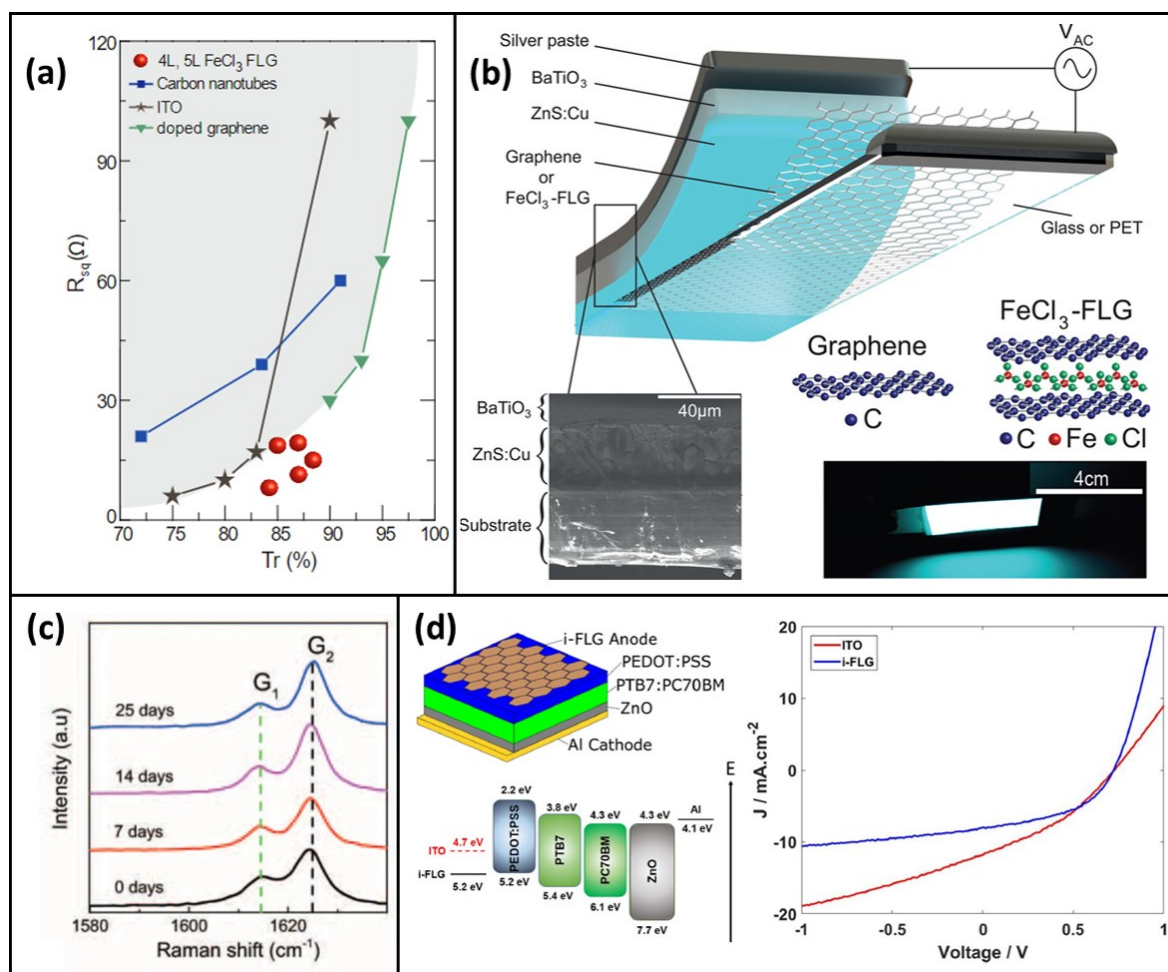 (a)
120
90
60
30
0
R_sq(Ω)
4L, 5L FeCl₃ FLG
Carbon nanotubes
ITO
doped graphene
70 75 80 85 90 95 100
Tr (%)
(b)
Silver paste
BaTiO₃
ZnS:Cu
Graphene
or
FeCl₃-FLG
V_AC
Glass or PET
BaTiO₃
ZnS:Cu
Substrate
40µm
Graphene
C
FeCl₃-FLG
C Fe Cl
4cm
(c)
G₁
G₂
25 days
14 days
7 days
0 days
Intensity (a.u)
1580 1600 1620
Raman shift (cm⁻¹)
(d)
i-FLG Anode
PEDOT:PSS
PTB7:PC70BM
ZnO
Al Cathode
E
2.2 eV
3.8 eV
4.3 eV
4.3 eV
Al
4.1 eV
ITO
4.7 eV
i-FLG
5.2 eV
PEDOT:PSS
PTB7
PC70BM
ZnO
5.2 eV
5.4 eV
6.1 eV
7.7 eV
ITO
i-FLG
20
10
0
-10
-20
J / mA.cm⁻²
-1 -0.5 0 0.5 1
Voltage / V